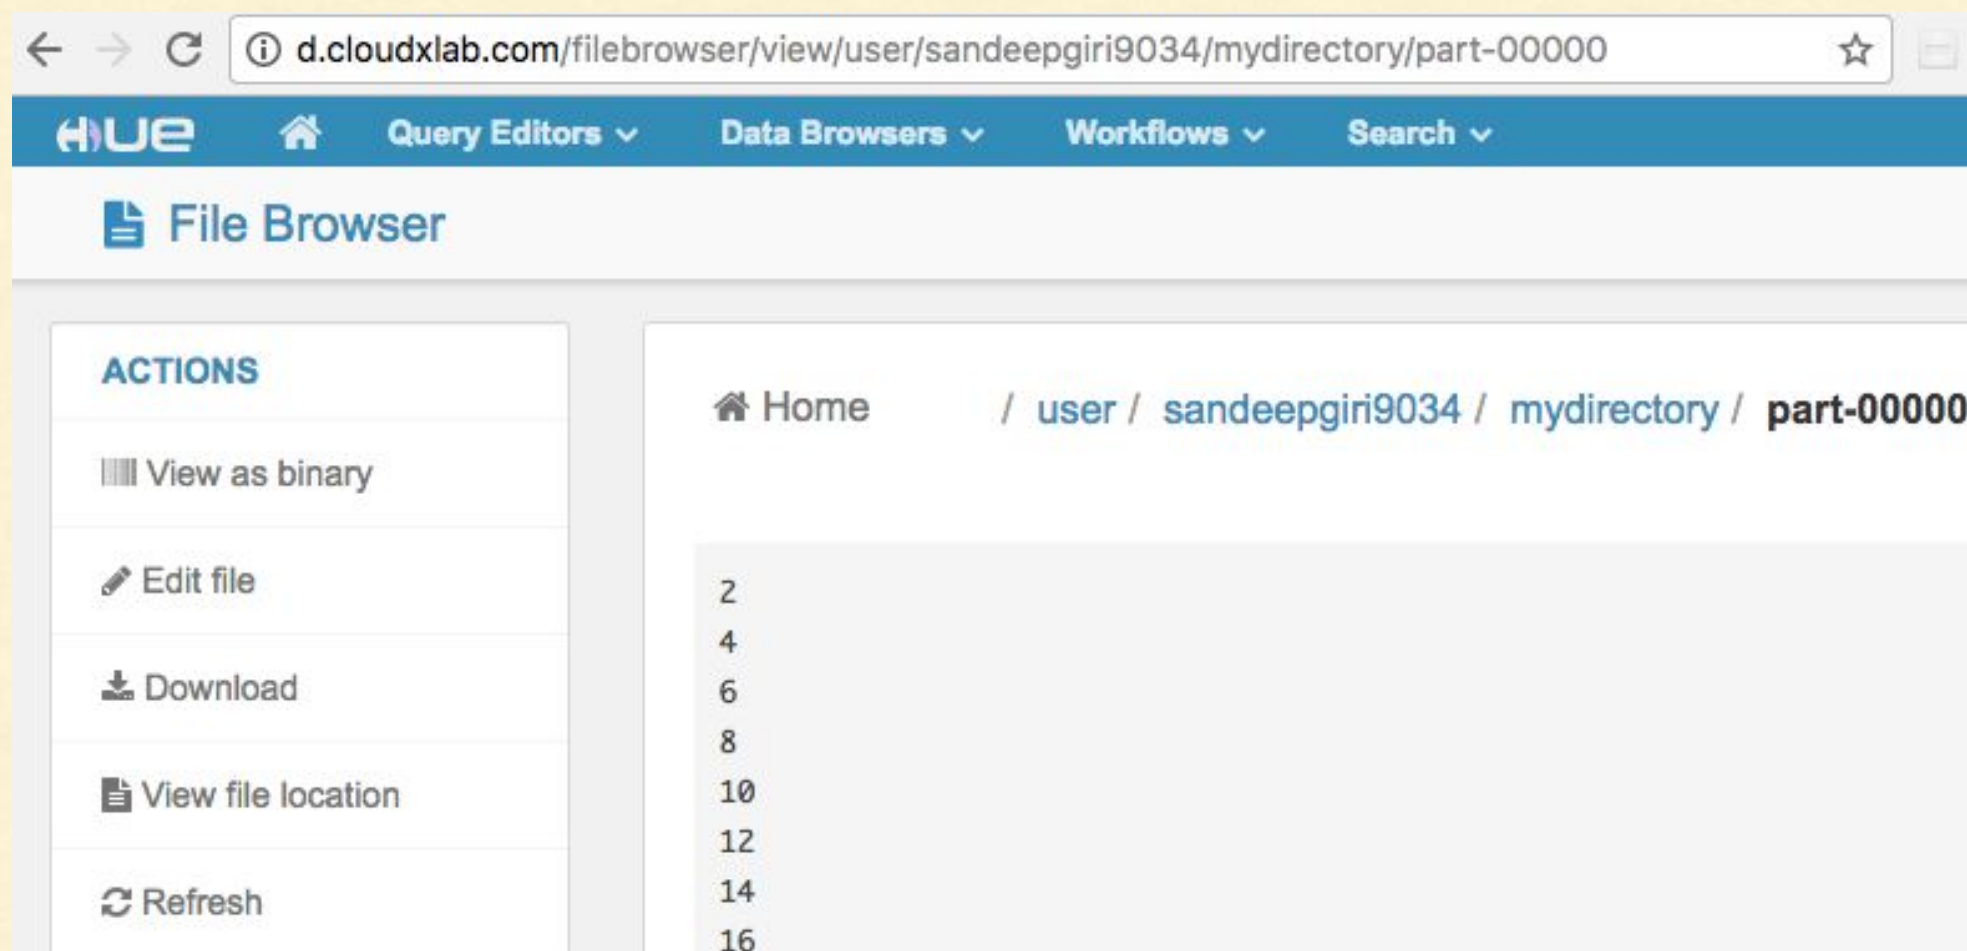 d.cloudxlab.com/filebrowser/view/user/sandeepgiri9034/mydirectory/part-00000
HUE Query Editors Data Browsers Workflows Search
File Browser
ACTIONS
View as binary
Edit file
Download
View file location
Refresh
Home / user / sandeepgiri9034 / mydirectory / part-00000
2
4
6
8
10
12
14
16